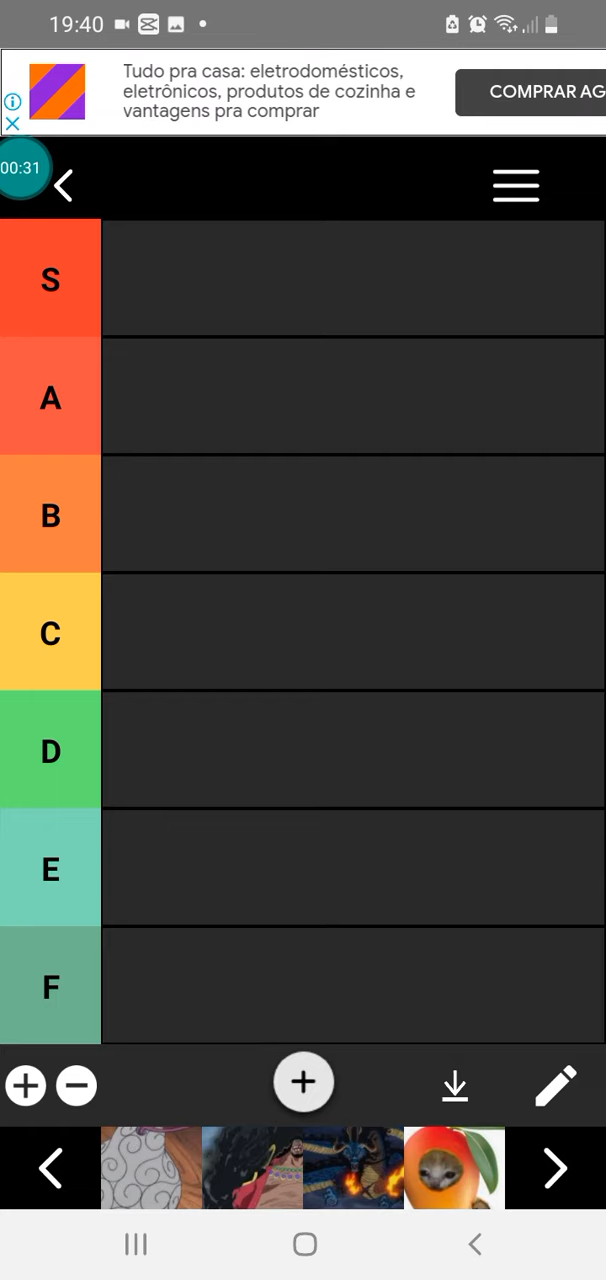 19:40
Tudo pra casa: eletrodomésticos,
eletrônicos, produtos de cozinha e
vantagens pra comprar
COMPRAR AG
00:31
S
A
B
C
D
E
F